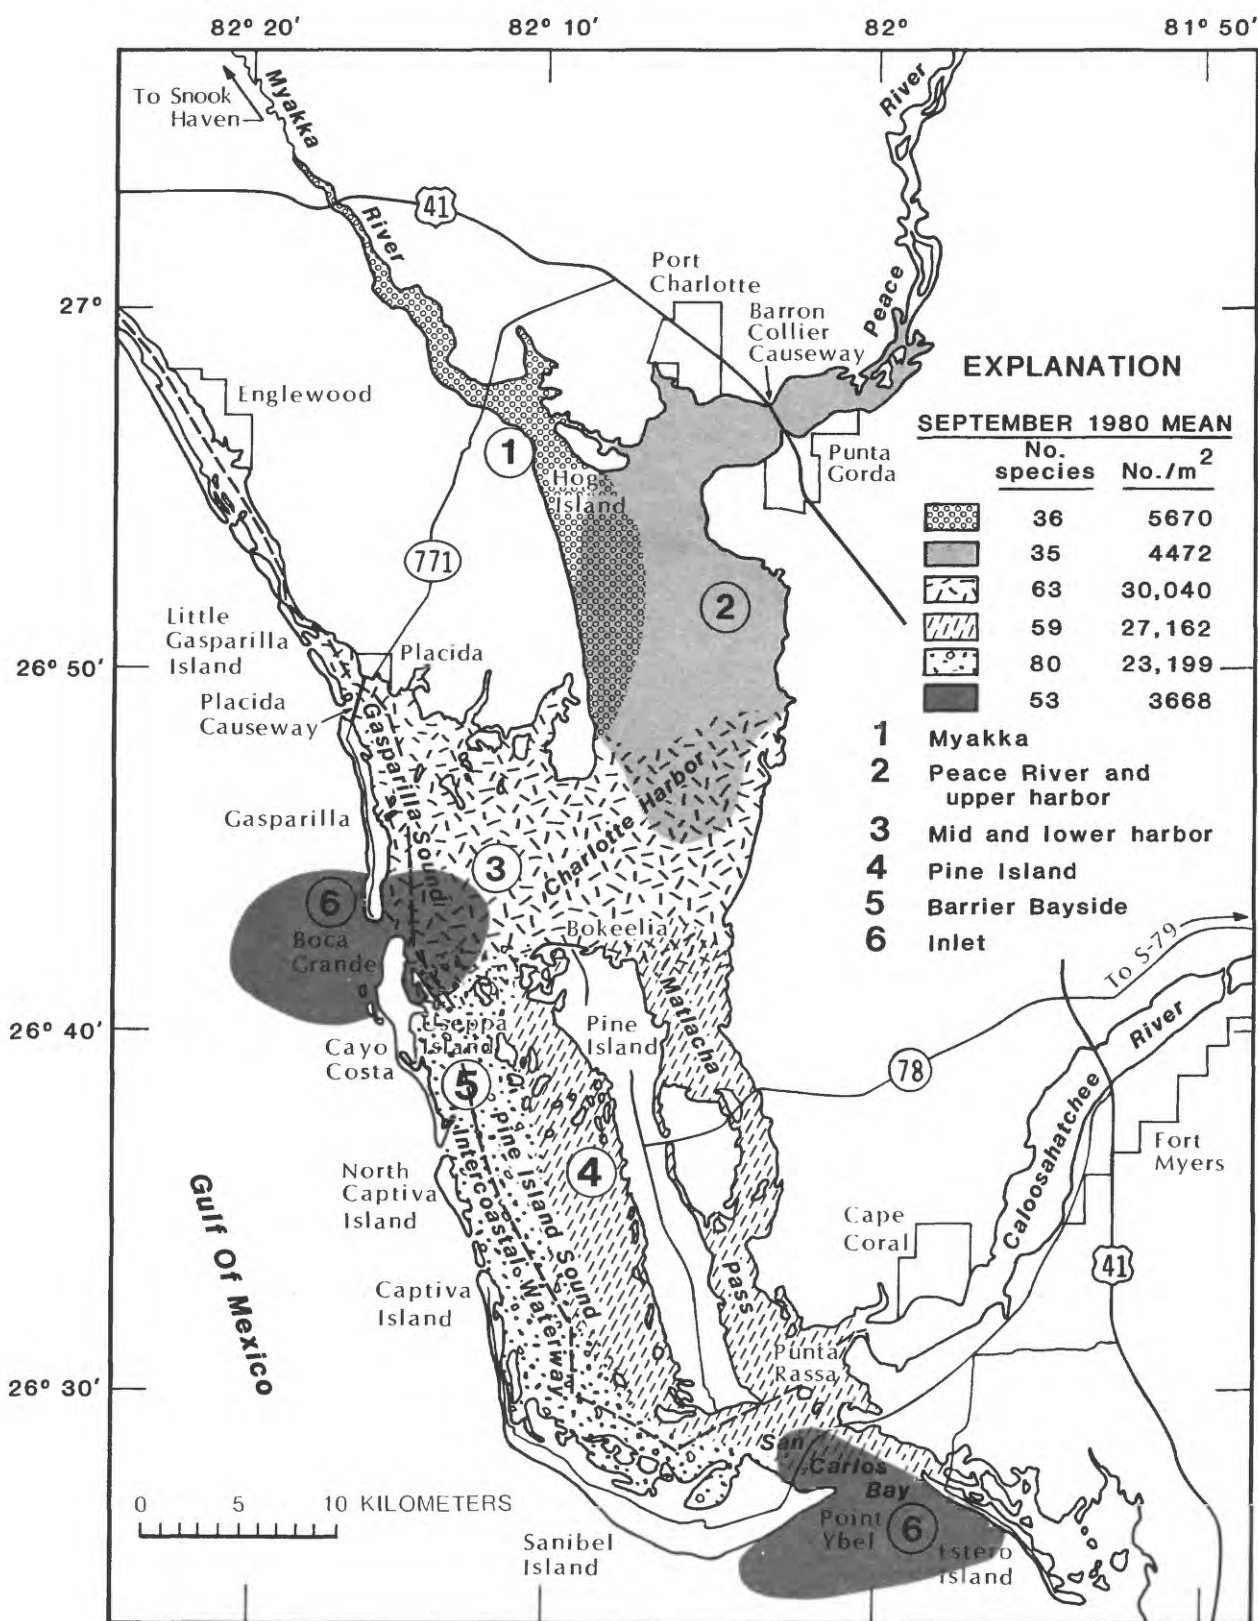 82° 20′
82° 10′
82°
81° 50′
To Snook
Haven
Myakka
River
41
River
Peace
Port
Charlotte
Barron
Collier
Causeway
27°
Englewood
1
Hog
Island
Punta
Gorda
EXPLANATION
SEPTEMBER 1980 MEAN
No. species No./m2
36 5670
35 4472
63 30,040
59 27,162
80 23,199
53 3668
1 Myakka
2 Peace River and
upper harbor
3 Mid and lower harbor
4 Pine Island
5 Barrier Bayside
6 Inlet
771
2
Little
Gasparilla
Island
26° 50′
Placida
Placida
Causeway
Gasparilla Sound
Gasparilla
Charlotte Harbor
3
6
Boca
Grande
Bokeelia
To S-79
26° 40′
Useppa
Island
Pine
Island
Matlacha
Pass
Cayo
Costa
78
River
Caloosahatchee
5
Pine Island Sound
Intercoastal Waterway
4
Fort
Myers
North
Captiva
Island
Cape
Coral
41
Gulf Of Mexico
Captiva
Island
Punta
Rassa
26° 30′
San
Carlos
Bay
0 5 10 KILOMETERS
Point
Ybel
6
Estero
Island
Sanibel
Island